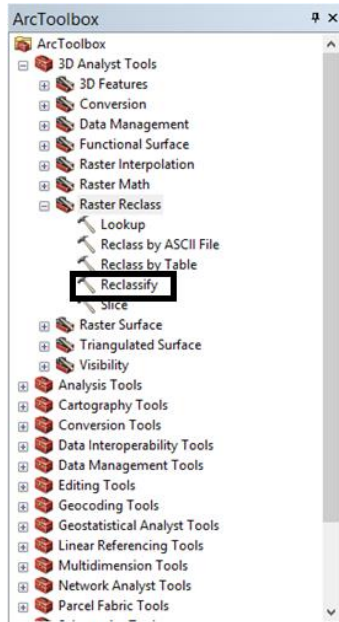 ArcToolbox
ArcToolbox
3D Analyst Tools
3D Features
Conversion
Data Management
Functional Surface
Raster Interpolation
Raster Math
Raster Reclass
Lookup
Reclass by ASCII File
Reclass by Table
Reclassify
Slice
Raster Surface
Triangulated Surface
Visibility
Analysis Tools
Cartography Tools
Conversion Tools
Data Interoperability Tools
Data Management Tools
Editing Tools
Geocoding Tools
Geostatistical Analyst Tools
Linear Referencing Tools
Multidimension Tools
Network Analyst Tools
Parcel Fabric Tools